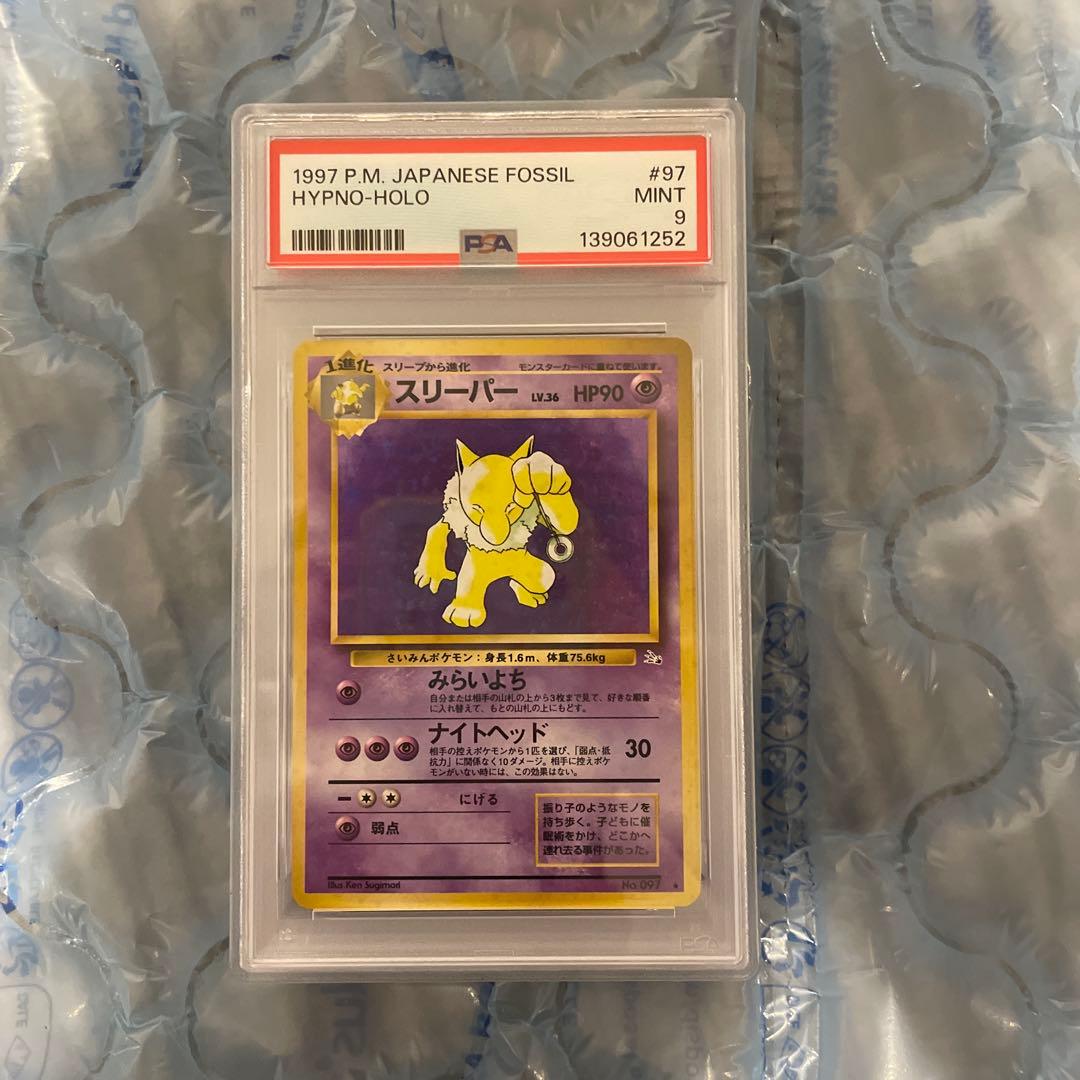 1997 P.M. JAPANESE FOSSIL #97
HYPNO-HOLO MINT
9
PSA 139061252
1進化 スリープから進化 モンスターカードに重ねて使います。
スリーパー LV.36 HP90
さいみんポケモン：身長1.6m、体重75.6kg
みらいよち
自分または相手の山札の上から3枚まで見て、好きな順番
に入れ替えて、もとの山札の上にもどす。
ナイトヘッド 30
相手の控えポケモンから1匹を選び、「弱点・抵
抗力」に関係なく10ダメージ。相手に控えポケ
モンがいない時には、この効果はない。
ー にげる
弱点
振り子のようなモノを
持ち歩く。子どもに催
眠術をかけ、どこかへ
連れ去る事件があった。
Illus.Ken Sugimori No.097 ★
PSA